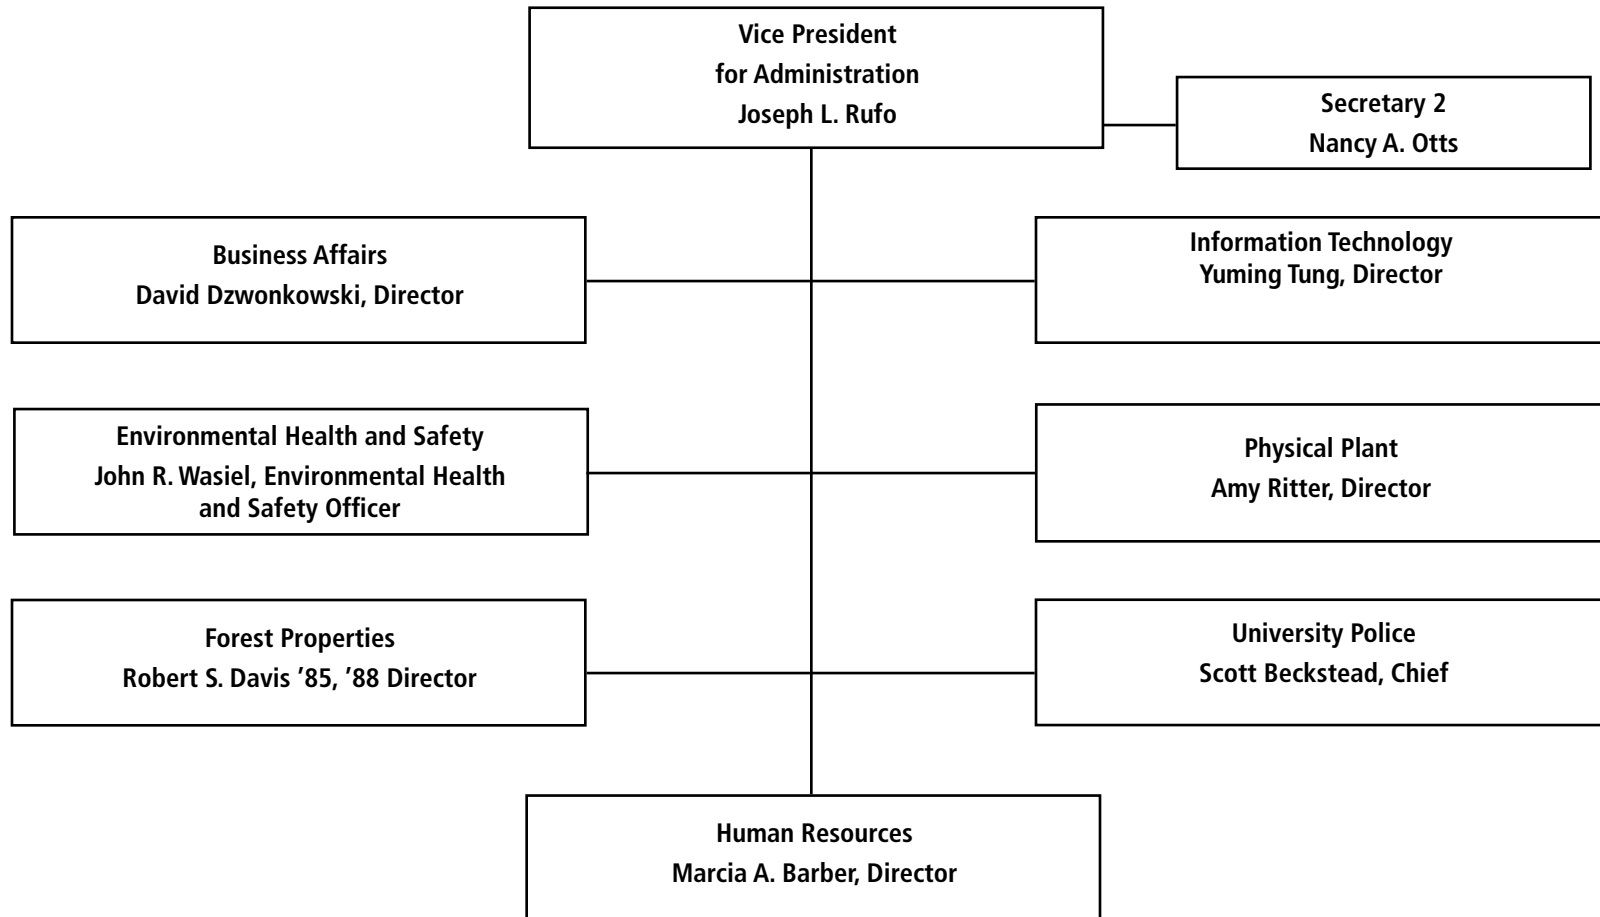 Vice President
for Administration
Joseph L. Rufo
Secretary 2
Nancy A. Otts
Business Affairs
David Dzwonkowski, Director
Information Technology
Yuming Tung, Director
Environmental Health and Safety
John R. Wasiel, Environmental Health
and Safety Officer
Physical Plant
Amy Ritter, Director
Forest Properties
Robert S. Davis ’85, ’88 Director
University Police
Scott Beckstead, Chief
Human Resources
Marcia A. Barber, Director